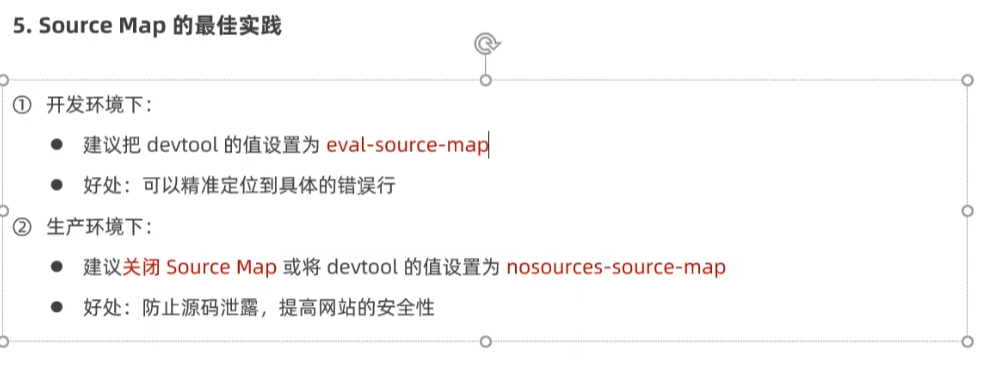 5. Source Map 的最佳实践
① 开发环境下：
● 建议把 devtool 的值设置为 eval-source-map
● 好处：可以精准定位到具体的错误行
② 生产环境下：
● 建议关闭 Source Map 或将 devtool 的值设置为 nosources-source-map
● 好处：防止源码泄露，提高网站的安全性